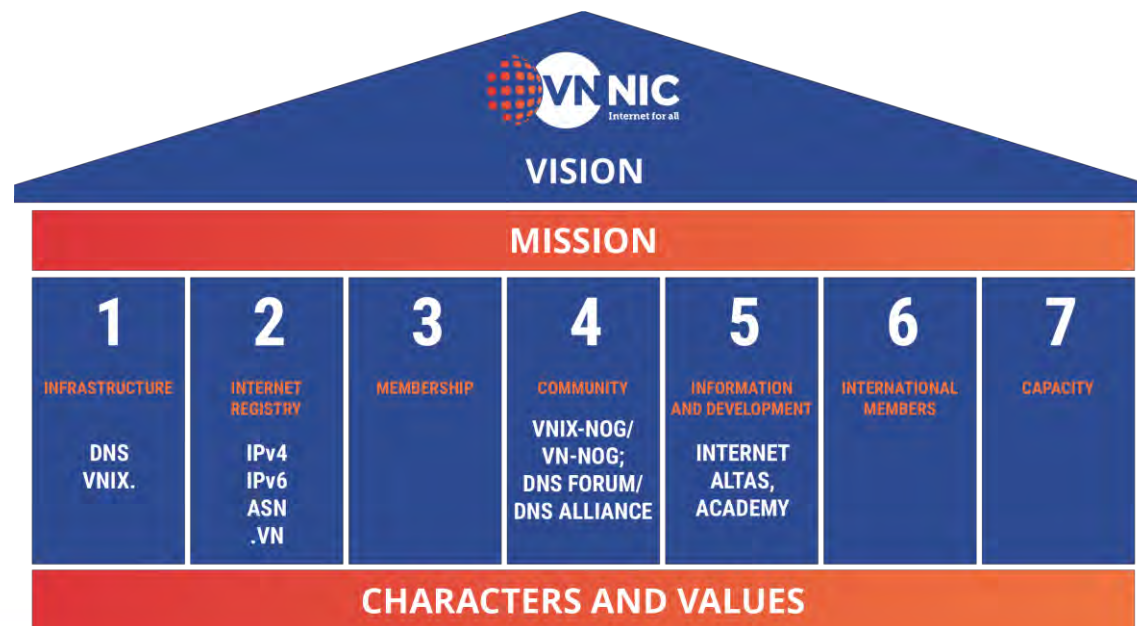 VN NIC
Internet for all
VISION
MISSION
1
INFRASTRUCTURE
DNS
VNIX.
2
INTERNET
REGISTRY
IPv4
IPv6
ASN
.VN
3
MEMBERSHIP
4
COMMUNITY
VNIX-NOG/
VN-NOG;
DNS FORUM/
DNS ALLIANCE
5
INFORMATION
AND DEVELOPMENT
INTERNET
ALTAS,
ACADEMY
6
INTERNATIONAL
MEMBERS
7
CAPACITY
CHARACTERS AND VALUES